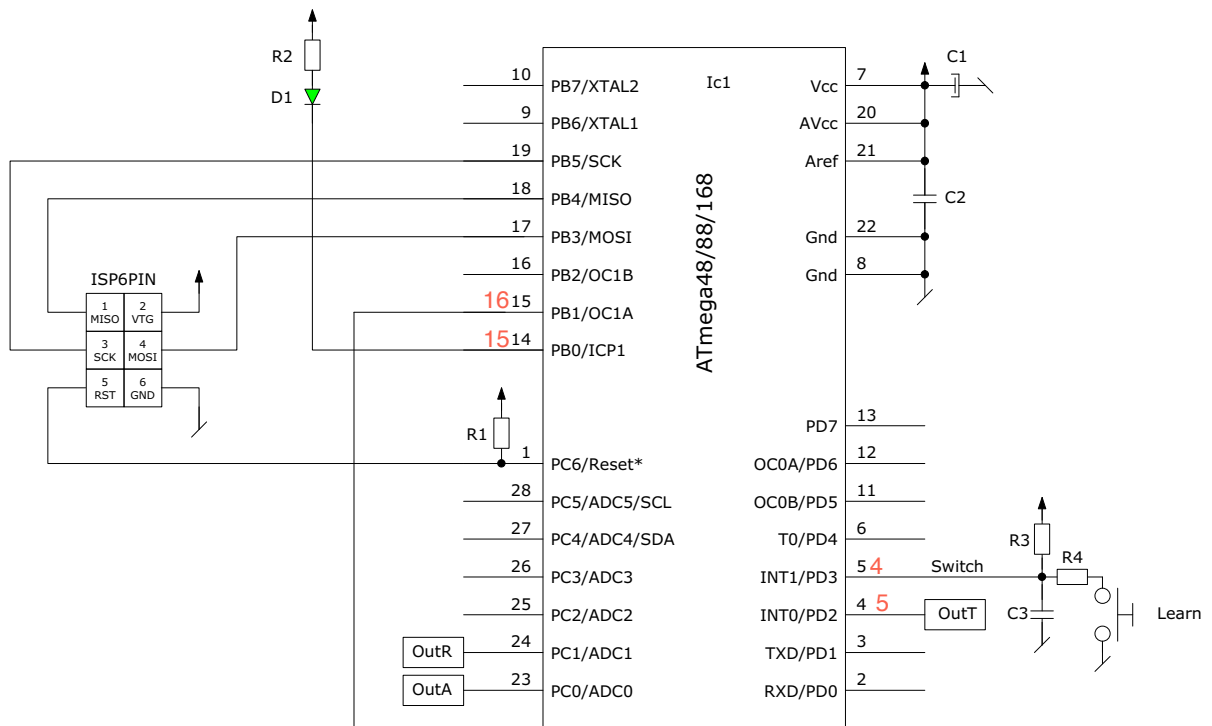 R2
D1
ISP6PIN
1 MISO
2 VTG
3 SCK
4 MOSI
5 RST
6 GND
R1
Ic1
ATmega48/88/168
10 PB7/XTAL2
9 PB6/XTAL1
19 PB5/SCK
18 PB4/MISO
17 PB3/MOSI
16 PB2/OC1B
16 15 PB1/OC1A
15 14 PB0/ICP1
1 PC6/Reset*
28 PC5/ADC5/SCL
27 PC4/ADC4/SDA
26 PC3/ADC3
25 PC2/ADC2
OutR 24 PC1/ADC1
OutA 23 PC0/ADC0
Vcc 7
AVcc 20
Aref 21
Gnd 22
Gnd 8
C1
C2
PD7 13
OC0A/PD6 12
OC0B/PD5 11
T0/PD4 6
INT1/PD3 5 4 Switch
INT0/PD2 4 5 OutT
TXD/PD1 3
RXD/PD0 2
R3
R4
C3
Learn